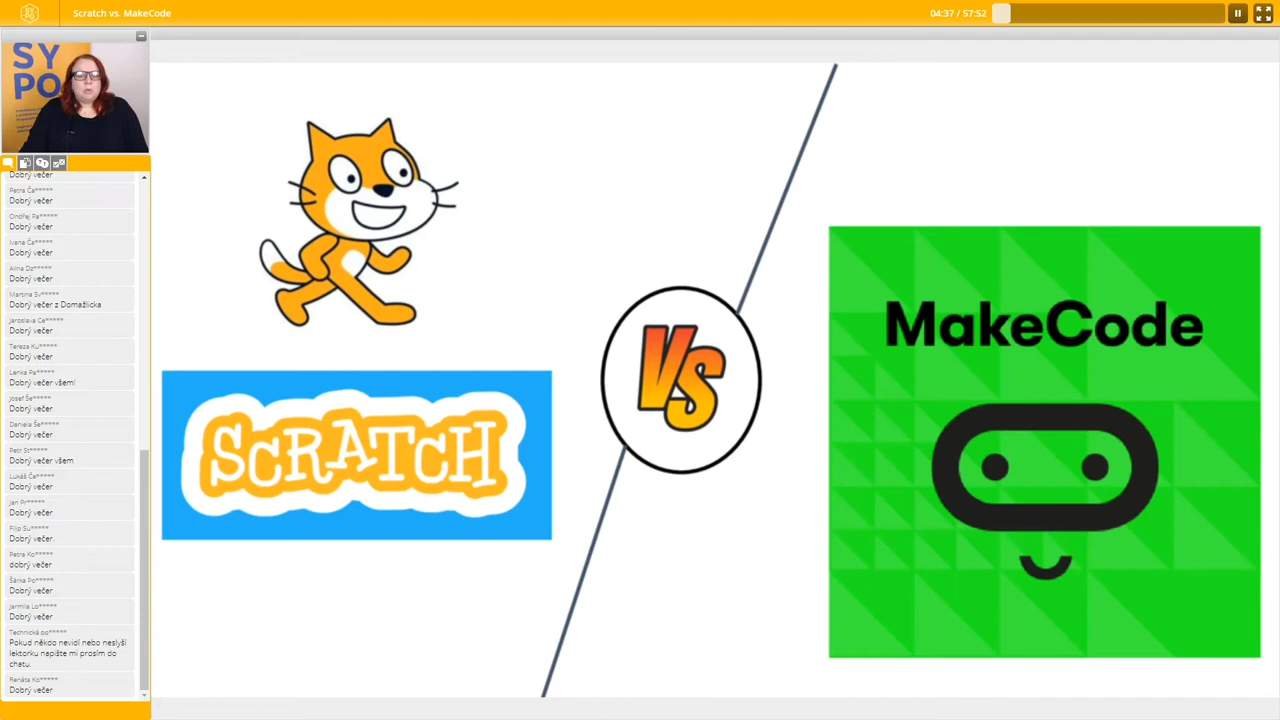 Scratch vs. MakeCode
04:37 / 57:52
SY
PO
Dobrý večer
Petra Ča*****
Dobrý večer
Ondřej Pa*****
Dobrý večer
Ivana Ča*****
Dobrý večer
Alina Da*****
Dobrý večer
Martina Sv*****
Dobrý večer z Domažlicka
Jaroslava Ce*****
Dobrý večer
Tereza Ku*****
Dobrý večer
Lenka Pa*****
Dobrý večer všem!
Josef Še*****
Dobrý večer
Daniela Še*****
Dobrý večer
Petr St*****
Dobrý večer všem
Lukáš Če*****
Dobrý večer
Jan Pr*****
Dobrý večer
Filip Su*****
Dobrý večer.
Petra Ko*****
dobrý večer
Šárka Po*****
Dobrý večer
Jarmila Lo*****
Dobrý večer
Technická po*****
Pokud někdo nevidí nebo neslyší
lektorku napište mi prosím do
chatu.
Renáta Ko*****
Dobrý večer
SCRATCH
VS
MakeCode